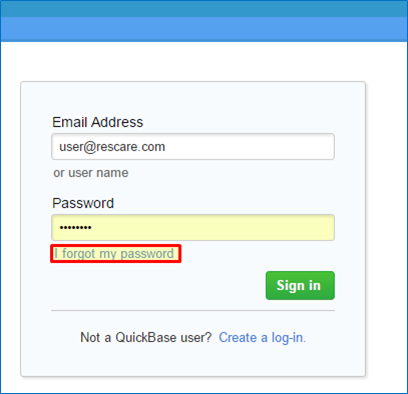 Email Address
user@rescare.com
or user name
Password
••••••••
I forgot my password
Sign in
Not a QuickBase user? Create a log-in.